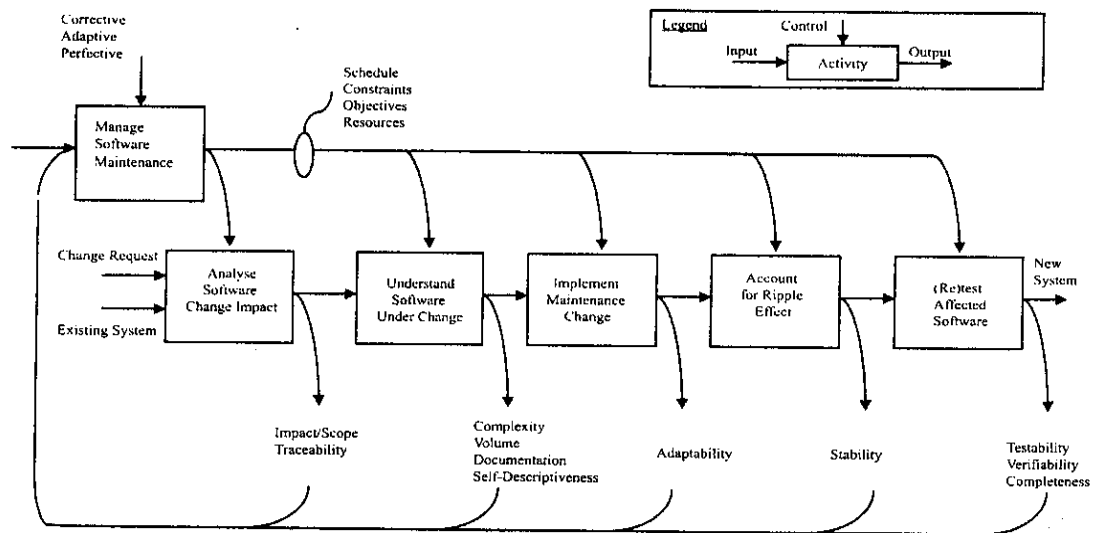 Corrective
Adaptive
Perfective
Legend
Control
Input
Activity
Output
Schedule
Constraints
Objectives
Resources
Manage
Software
Maintenance
Change Request
Existing System
Analyse
Software
Change Impact
Understand
Software
Under Change
Implement
Maintenance
Change
Account
for Ripple
Effect
(Re)test
Affected
Software
New
System
Impact/Scope
Traceability
Complexity
Volume
Documentation
Self-Descriptiveness
Adaptability
Stability
Testability
Verifiability
Completeness